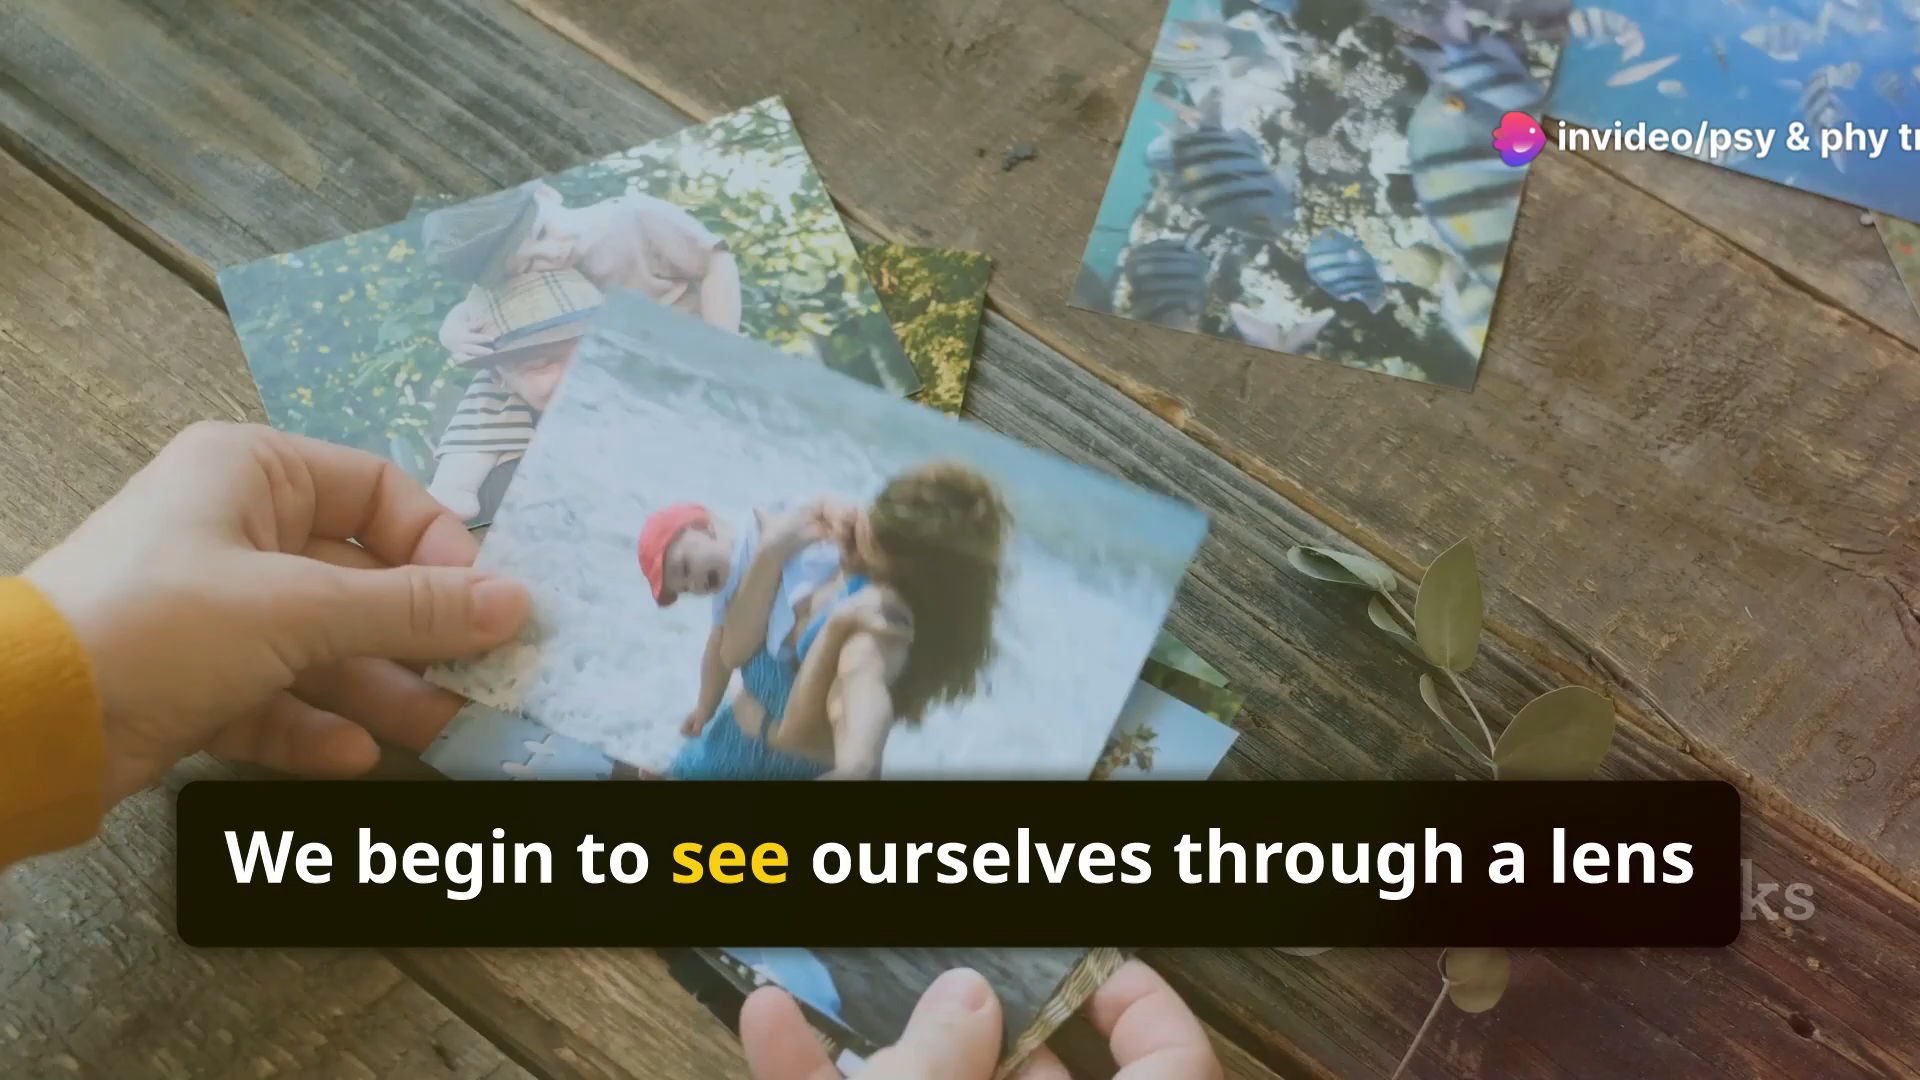 invideo/psy & phy
We begin to see ourselves through a lens